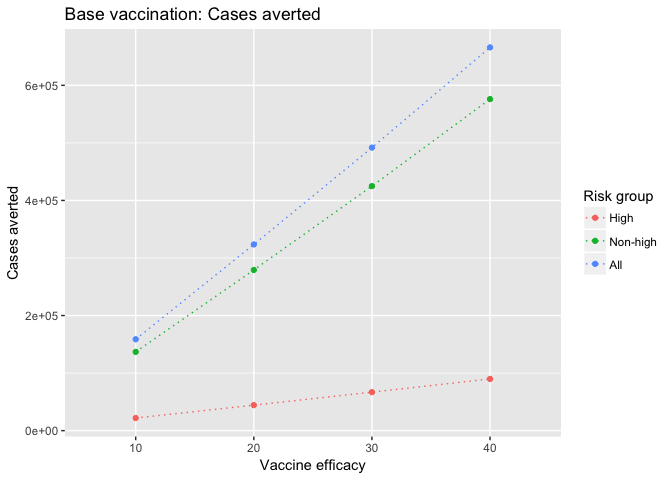 Base vaccination: Cases averted
6e+05
4e+05
2e+05
0e+00
Cases averted
10 20 30 40
Vaccine efficacy
Risk group
High
Non-high
All